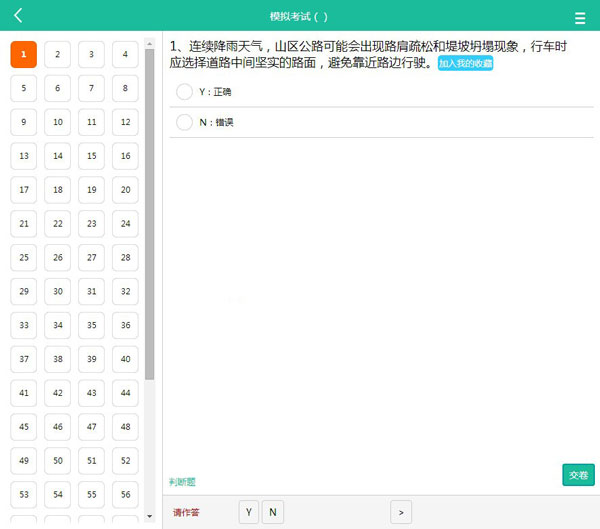 模拟考试（ ）
1 2 3 4
5 6 7 8
9 10 11 12
13 14 15 16
17 18 19 20
21 22 23 24
25 26 27 28
29 30 31 32
33 34 35 36
37 38 39 40
41 42 43 44
45 46 47 48
49 50 51 52
53 54 55 56
1、连续降雨天气，山区公路可能会出现路肩疏松和堤坡坍塌现象，行车时
应选择道路中间坚实的路面，避免靠近路边行驶。 加入我的收藏
Y：正确
N：错误
交卷
判断题
请作答 Y N >